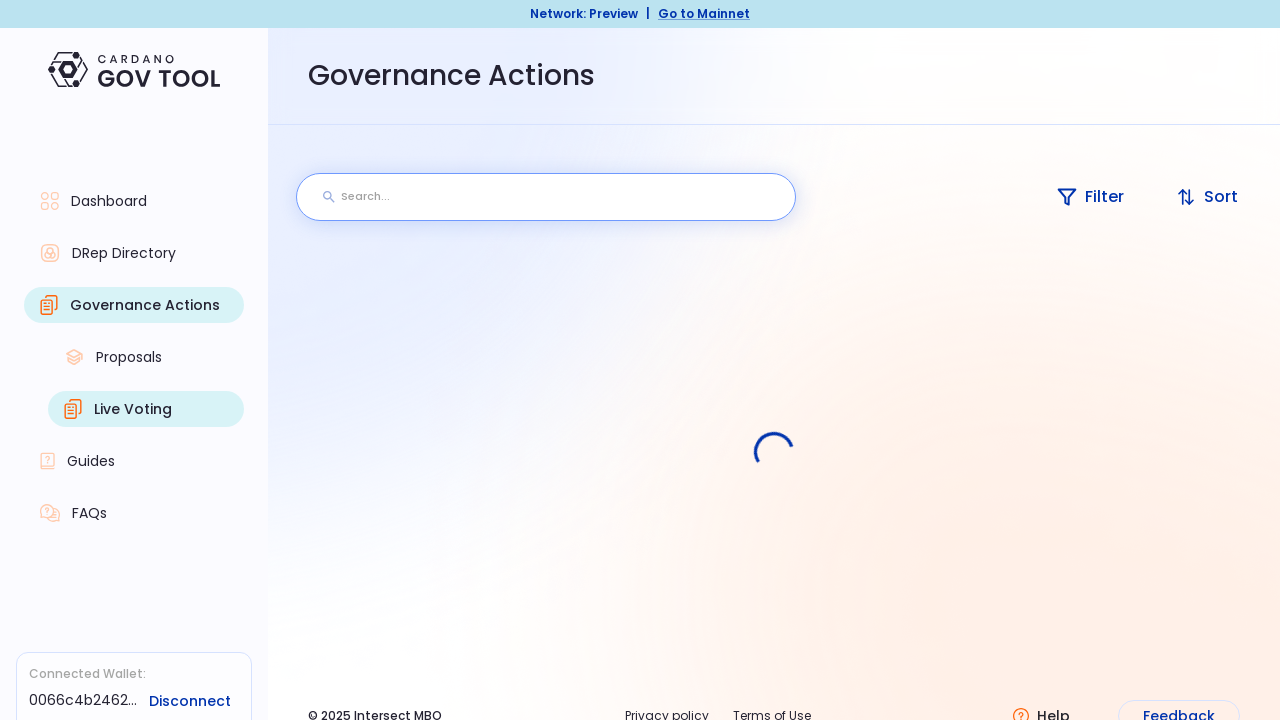 Network: Preview | Go to Mainnet
CARDANO
GOV TOOL
Governance Actions
Search...
Filter
Sort
Dashboard
DRep Directory
Governance Actions
Proposals
Live Voting
Guides
FAQs
Connected Wallet:
0066c4b2462... Disconnect
© 2025 Intersect MBO
Privacy policy
Terms of Use
Help
Feedback